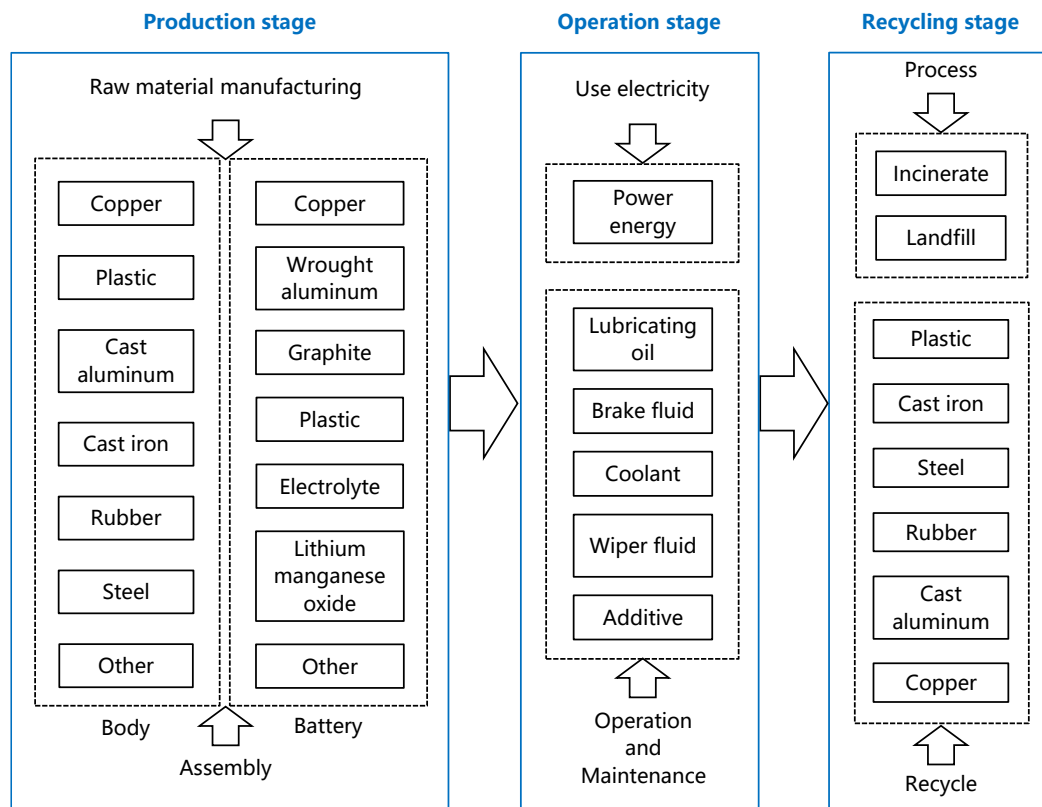 Production stage
Raw material manufacturing
Copper
Plastic
Cast
aluminum
Cast iron
Rubber
Steel
Other
Body
Copper
Wrought
aluminum
Graphite
Plastic
Electrolyte
Lithium
manganese
oxide
Other
Battery
Assembly
Operation stage
Use electricity
Power
energy
Lubricating
oil
Brake fluid
Coolant
Wiper fluid
Additive
Operation
and
Maintenance
Recycling stage
Process
Incinerate
Landfill
Plastic
Cast iron
Steel
Rubber
Cast
aluminum
Copper
Recycle